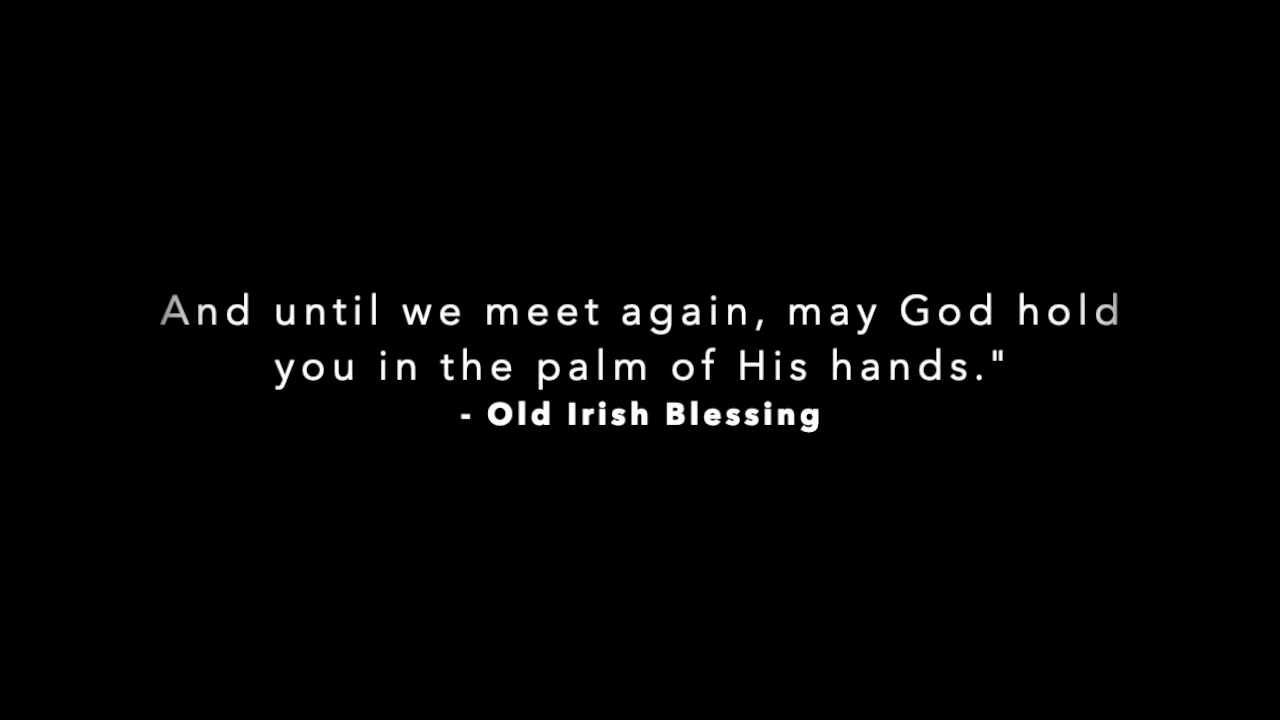 And until we meet again, may God hold
you in the palm of His hands."
- Old Irish Blessing